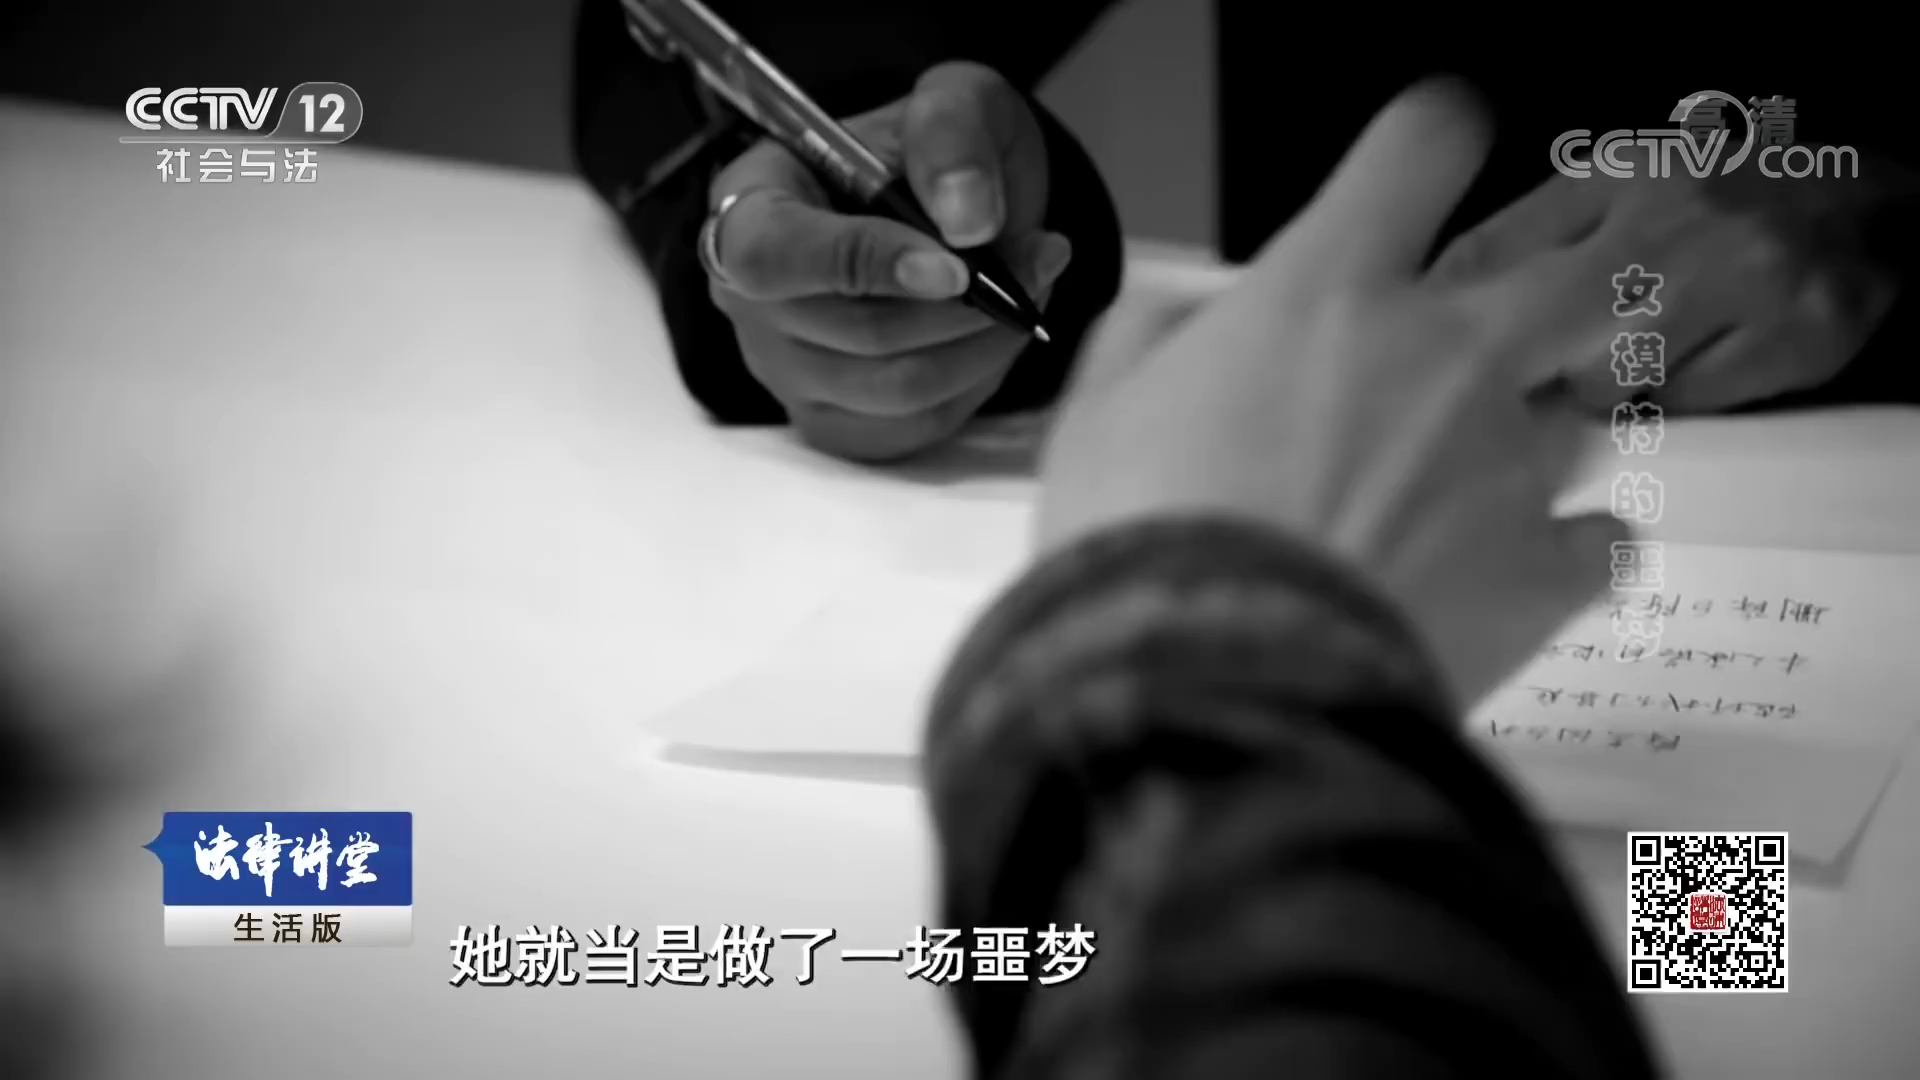 CCTV 12
社会与法
高清
CCTV com
女模特的噩梦
法律讲堂
生活版
她就当是做了一场噩梦